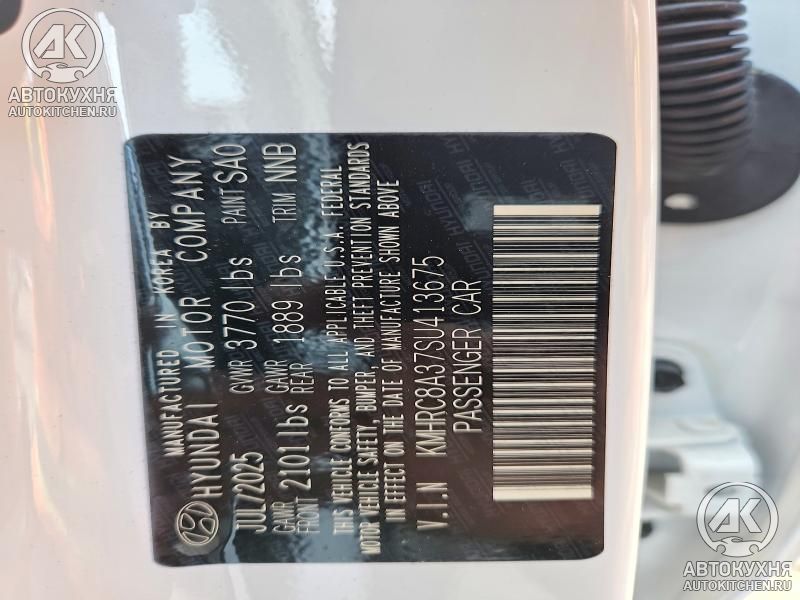 AK
АВТОКУХНЯ
AUTOKITCHEN.RU
MANUFACTURED IN KOREA BY
HYUNDAI MOTOR COMPANY
JUL/2025 GVWR 3770 lbs PAINT SAO
GAWR FRONT 2101 lbs GAWR REAR 1889 lbs TRIM NNB
THIS VEHICLE CONFORMS TO ALL APPLICABLE U.S.A. FEDERAL
MOTOR VEHICLE SAFETY, BUMPER, AND THEFT PREVENTION STANDARDS
IN EFFECT ON THE DATE OF MANUFACTURE SHOWN ABOVE
V.I.N KMHRC8A37SU413675
PASSENGER CAR
AK
АВТОКУХНЯ
AUTOKITCHEN.RU